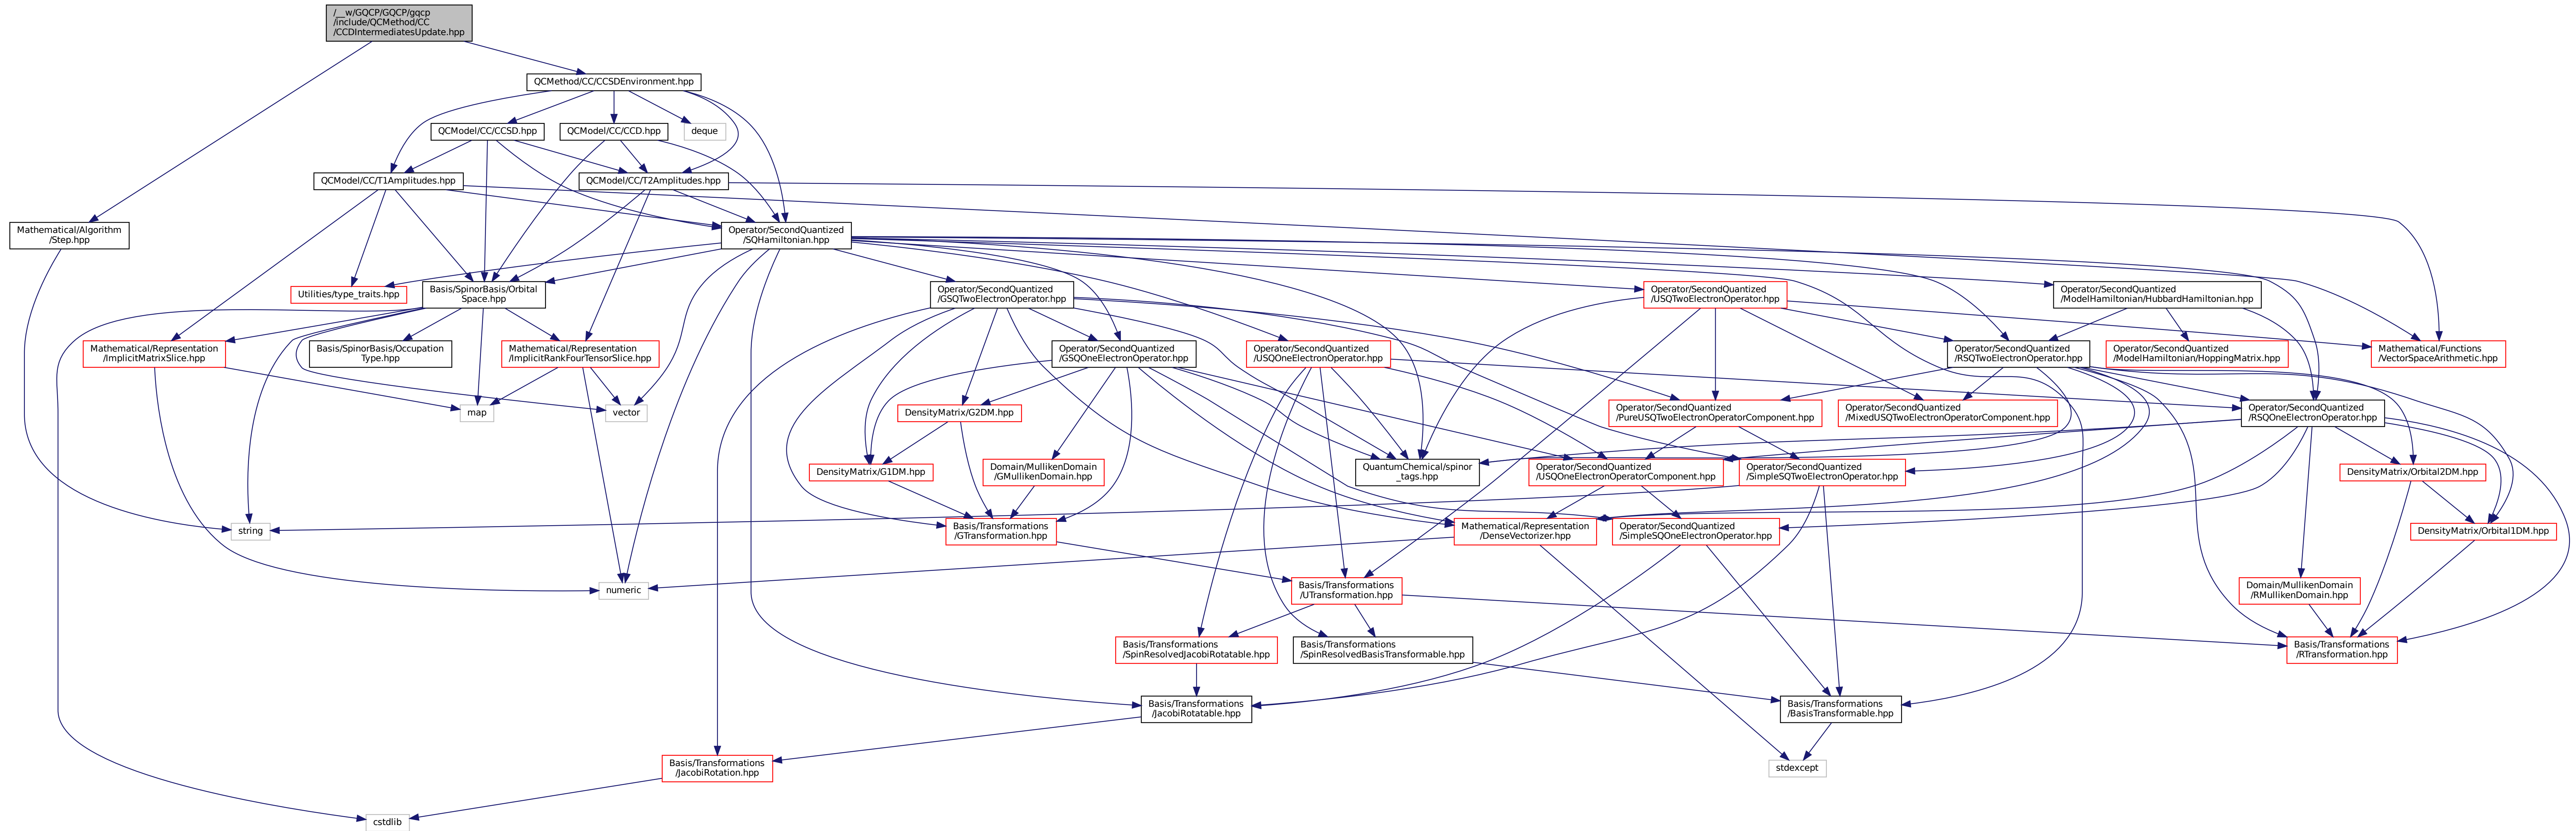 /__w/GQCP/GQCP/gqcp
/include/QCMethod/CC
/CCDIntermediatesUpdate.hpp
QCMethod/CC/CCSDEnvironment.hpp
QCModel/CC/CCSD.hpp
QCModel/CC/CCD.hpp
deque
QCModel/CC/T1Amplitudes.hpp
QCModel/CC/T2Amplitudes.hpp
Mathematical/Algorithm
/Step.hpp
Operator/SecondQuantized
/SQHamiltonian.hpp
Utilities/type_traits.hpp
Basis/SpinorBasis/Orbital
Space.hpp
Operator/SecondQuantized
/GSQTwoElectronOperator.hpp
Operator/SecondQuantized
/USQTwoElectronOperator.hpp
Operator/SecondQuantized
/ModelHamiltonian/HubbardHamiltonian.hpp
Mathematical/Representation
/ImplicitMatrixSlice.hpp
Basis/SpinorBasis/Occupation
Type.hpp
Mathematical/Representation
/ImplicitRankFourTensorSlice.hpp
Operator/SecondQuantized
/GSQOneElectronOperator.hpp
Operator/SecondQuantized
/USQOneElectronOperator.hpp
Operator/SecondQuantized
/RSQTwoElectronOperator.hpp
Operator/SecondQuantized
/ModelHamiltonian/HoppingMatrix.hpp
Mathematical/Functions
/VectorSpaceArithmetic.hpp
map
vector
DensityMatrix/G2DM.hpp
Operator/SecondQuantized
/PureUSQTwoElectronOperatorComponent.hpp
Operator/SecondQuantized
/MixedUSQTwoElectronOperatorComponent.hpp
Operator/SecondQuantized
/RSQOneElectronOperator.hpp
DensityMatrix/G1DM.hpp
Domain/MullikenDomain
/GMullikenDomain.hpp
QuantumChemical/spinor
_tags.hpp
Operator/SecondQuantized
/USQOneElectronOperatorComponent.hpp
Operator/SecondQuantized
/SimpleSQTwoElectronOperator.hpp
DensityMatrix/Orbital2DM.hpp
string
Basis/Transformations
/GTransformation.hpp
Mathematical/Representation
/DenseVectorizer.hpp
Operator/SecondQuantized
/SimpleSQOneElectronOperator.hpp
DensityMatrix/Orbital1DM.hpp
numeric
Basis/Transformations
/UTransformation.hpp
Domain/MullikenDomain
/RMullikenDomain.hpp
Basis/Transformations
/SpinResolvedJacobiRotatable.hpp
Basis/Transformations
/SpinResolvedBasisTransformable.hpp
Basis/Transformations
/RTransformation.hpp
Basis/Transformations
/JacobiRotatable.hpp
Basis/Transformations
/BasisTransformable.hpp
Basis/Transformations
/JacobiRotation.hpp
stdexcept
cstdlib